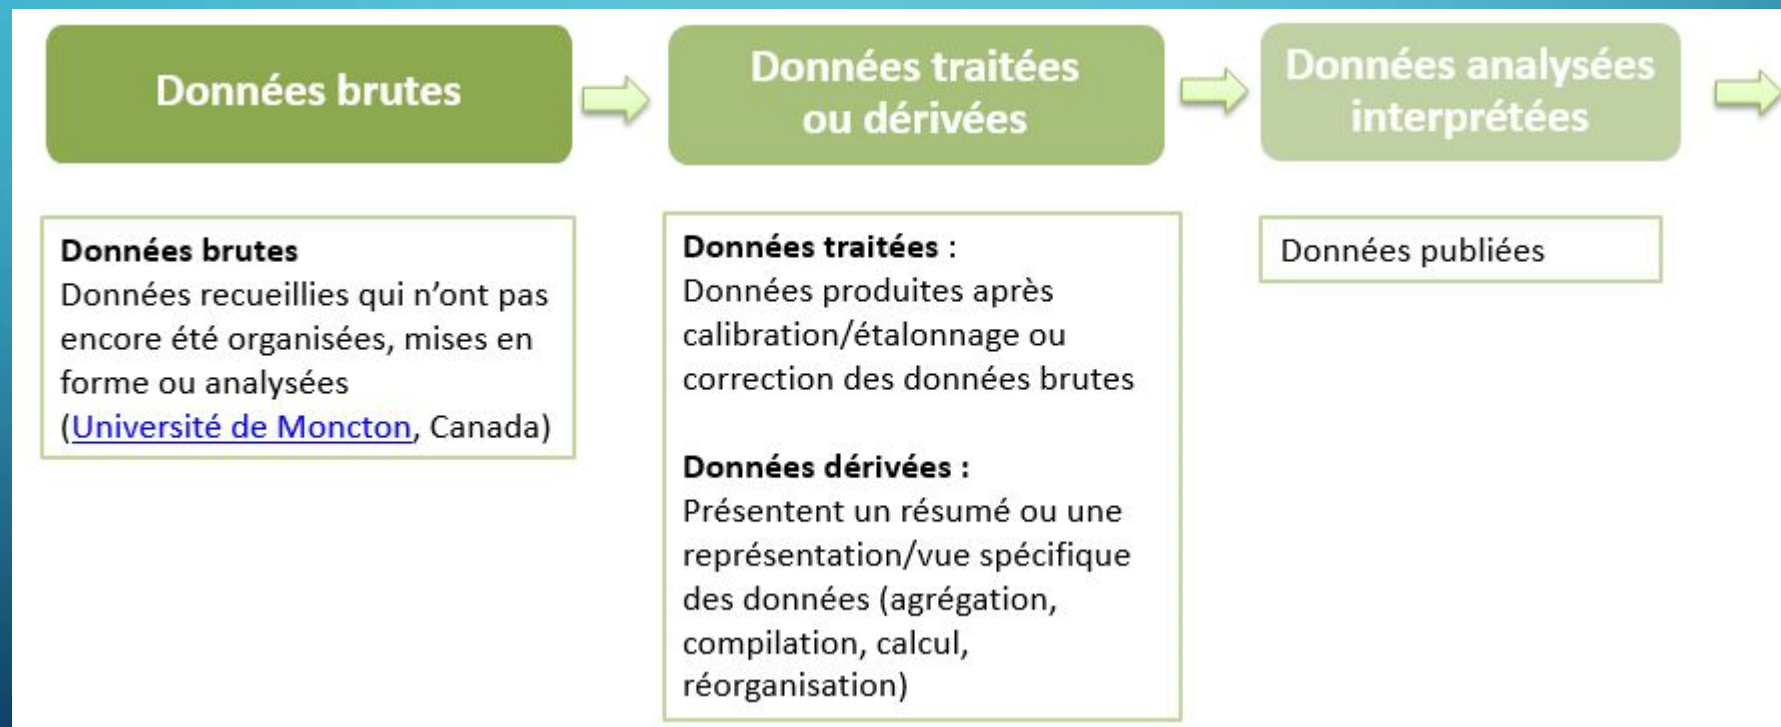 Données brutes
Données traitées
ou dérivées
Données analysées
interprétées
Données brutes
Données recueillies qui n’ont pas
encore été organisées, mises en
forme ou analysées
(Université de Moncton, Canada)
Données traitées :
Données produites après
calibration/étalonnage ou
correction des données brutes
Données dérivées :
Présentent un résumé ou une
représentation/vue spécifique
des données (agrégation,
compilation, calcul,
réorganisation)
Données publiées